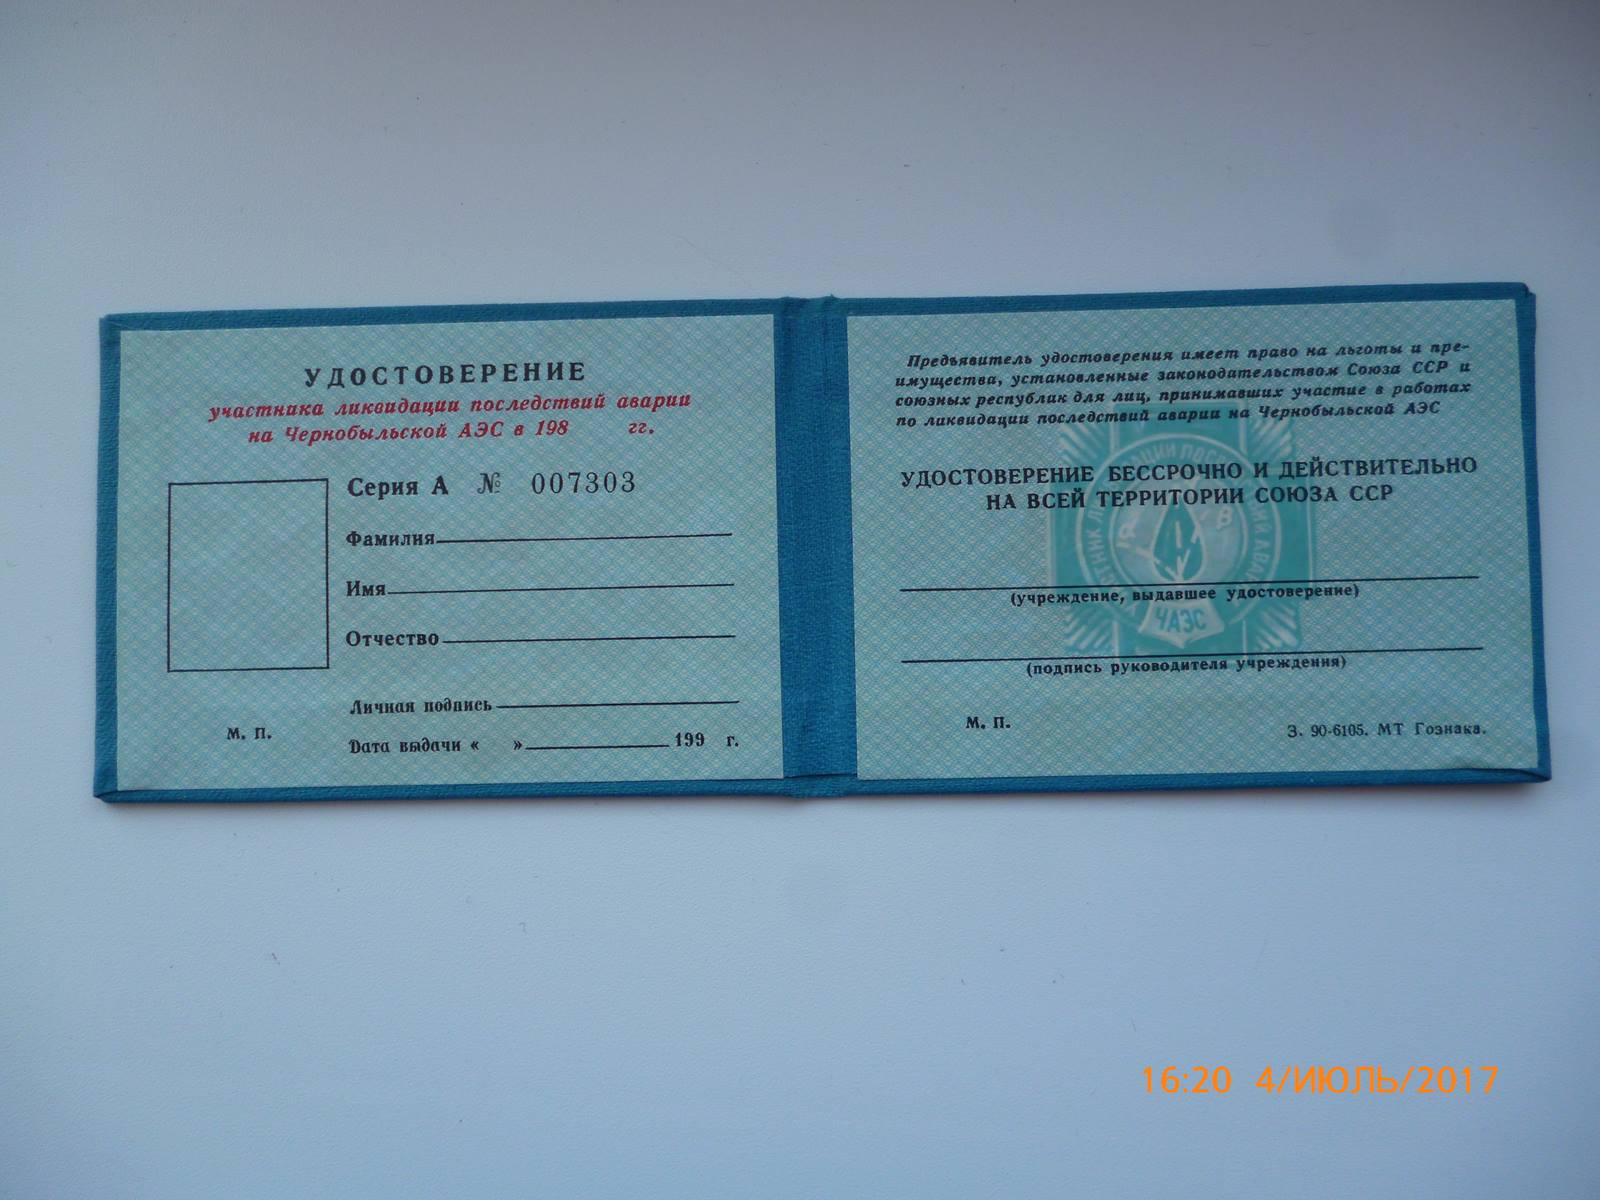 УДОСТОВЕРЕНИЕ
участника ликвидации последствий аварии
на Чернобыльской АЭС в 198 гг.
Серия А № 007303
Фамилия
Имя
Отчество
Личная подпись
М. П.
Дата выдачи « » 199 г.
Предъявитель удостоверения имеет право на льготы и пре-
имущества, установленные законодательством Союза ССР и
союзных республик для лиц, принимавших участие в работах
по ликвидации последствий аварии на Чернобыльской АЭС
УДОСТОВЕРЕНИЕ БЕССРОЧНО И ДЕЙСТВИТЕЛЬНО
НА ВСЕЙ ТЕРРИТОРИИ СОЮЗА ССР
(учреждение, выдавшее удостоверение)
ЧАЭС
(подпись руководителя учреждения)
М. П.
З. 90-6105. МТ Гознака.
16:20 4/ИЮЛЬ/2017